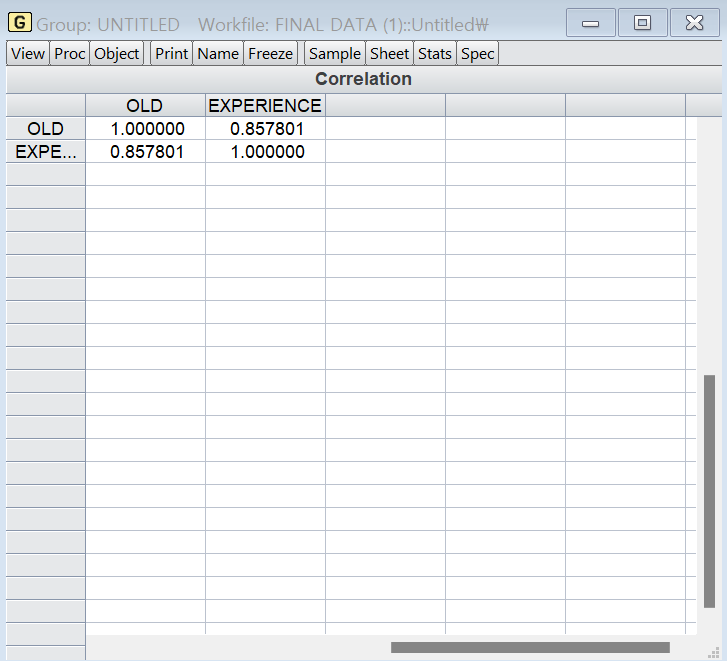 G Group: UNTITLED Workfile: FINAL DATA (1)::Untitled₩
View Proc Object Print Name Freeze Sample Sheet Stats Spec
Correlation
OLD EXPERIENCE
OLD 1.000000 0.857801
EXPE... 0.857801 1.000000